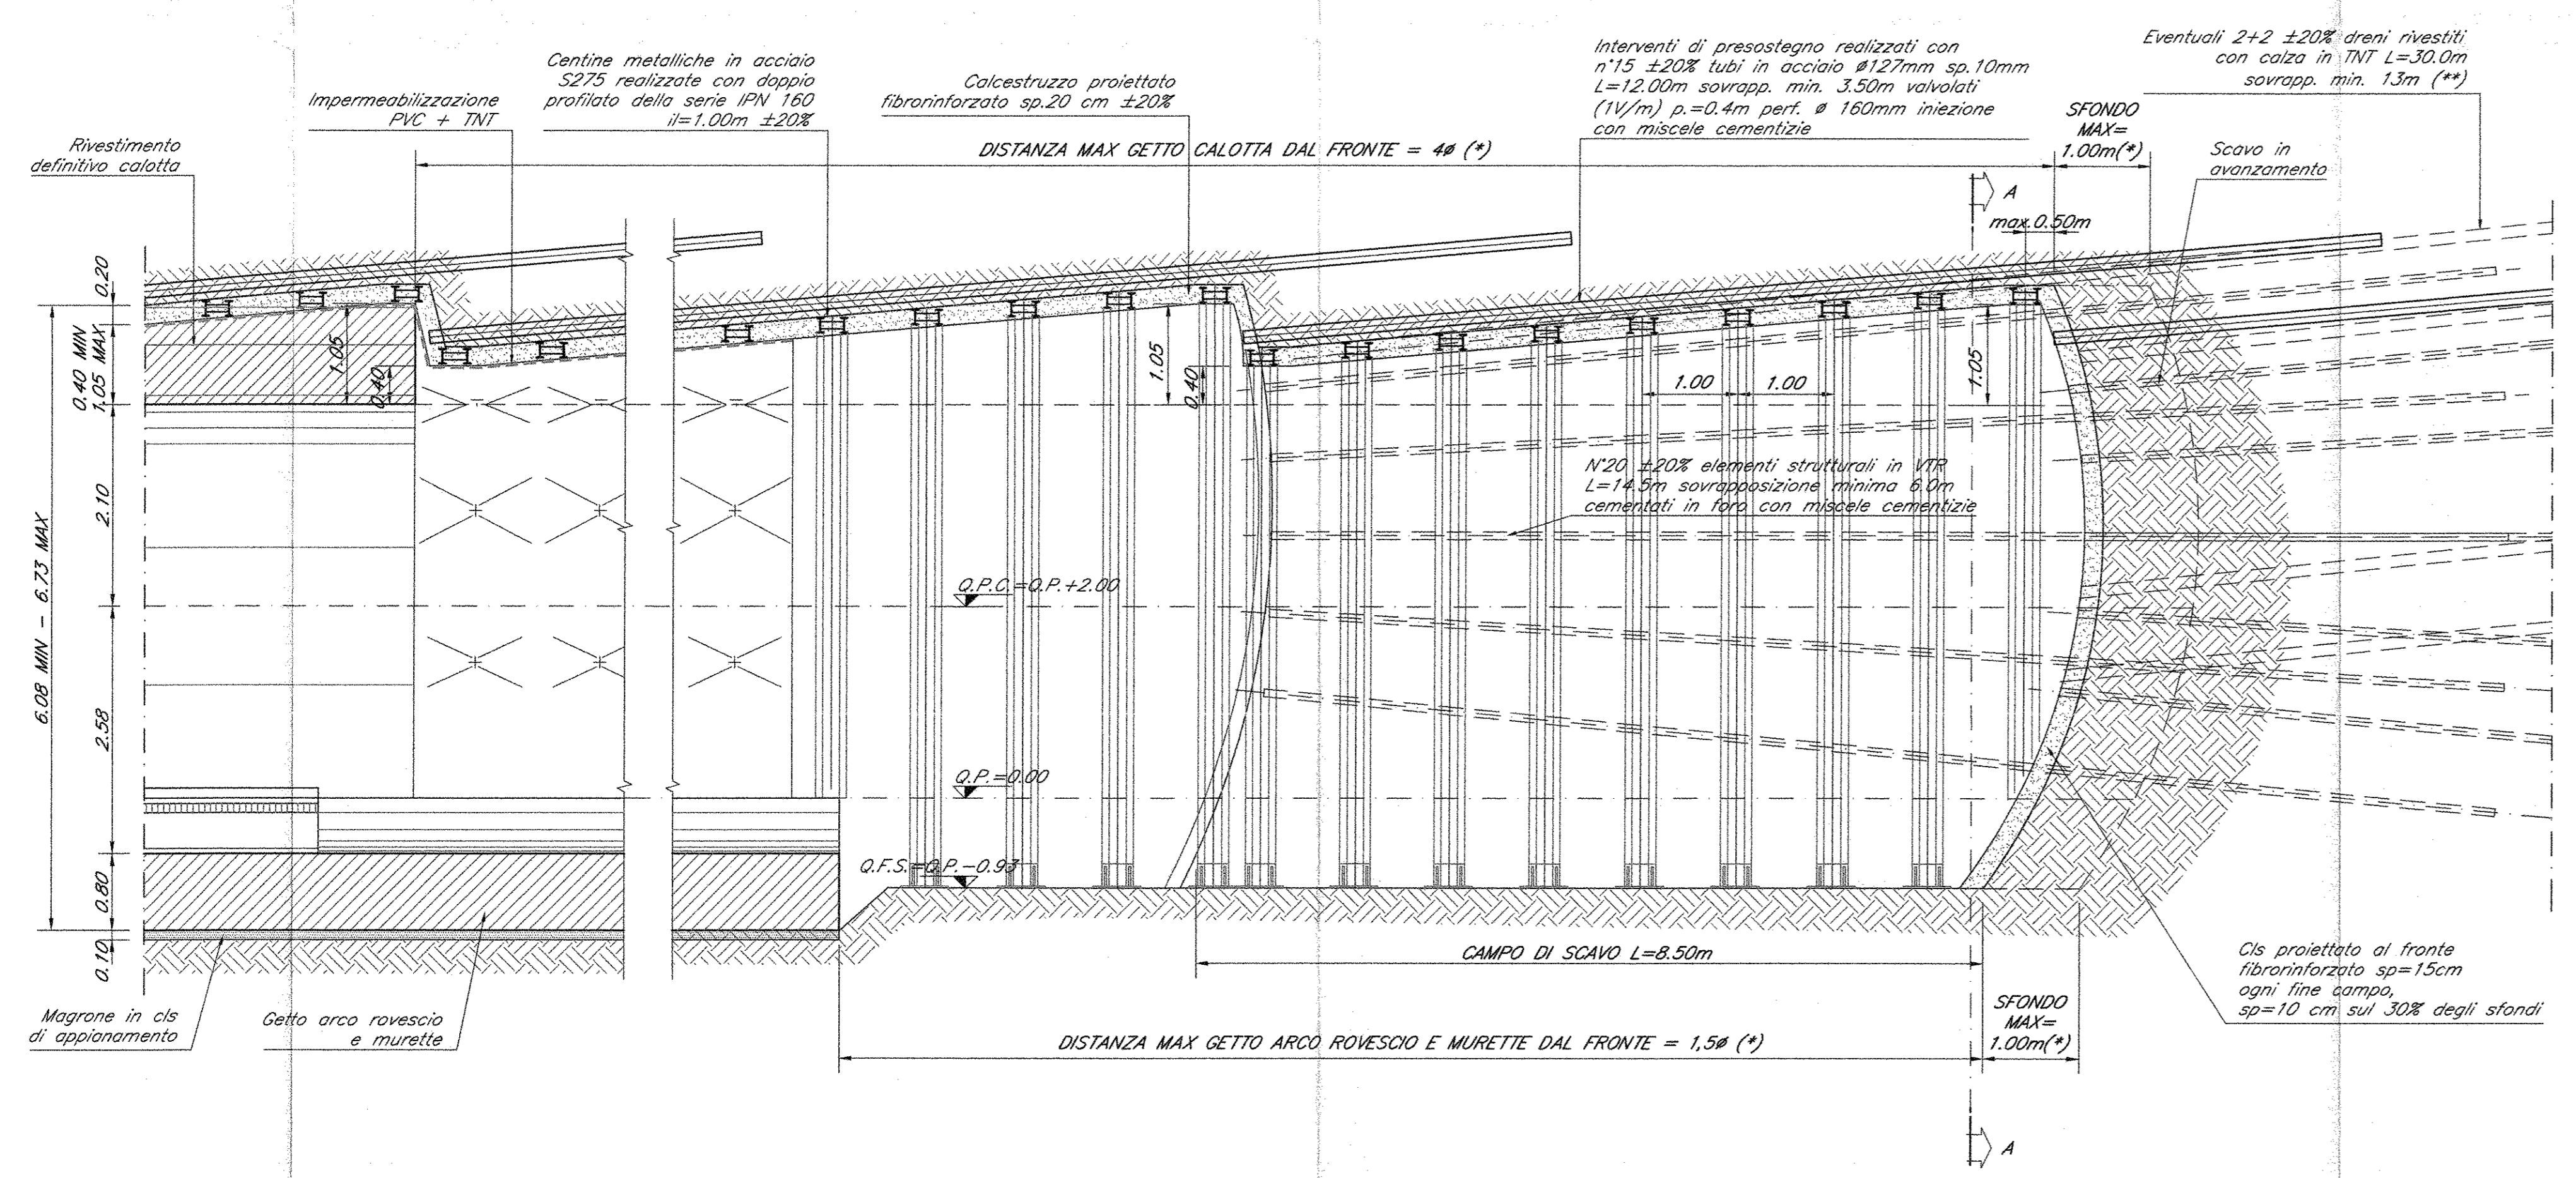 Rivestimento
definitivo calotta
Impermeabilizzazione
PVC + TNT
Centine metalliche in acciaio
S275 realizzate con doppio
profilato della serie IPN 160
i/=1.00m ±20%
Calcestruzzo proiettato
fibrorinforzato sp.20 cm ±20%
Interventi di presostegno realizzati con
n°15 ±20% tubi in acciaio ø127mm sp.10mm
L=12.00m sovrapp. min. 3.50m valvolati
(1V/m) p.=0.4m perf. ø 160mm iniezione
con miscele cementizie
Eventuali 2+2 ±20% dreni rivestiti
con calza in TNT L=30.0m
sovrapp. min. 13m (**)
SFONDO
MAX=
1.00m(*)
Scavo in
avanzamento
DISTANZA MAX GETTO CALOTTA DAL FRONTE = 4ø (*)
A
max.0.50m
0.20
0.40 MIN
1.05 MAX
1.05
0.40
1.05
0.40
1.00
1.00
1.05
2.10
N°20 ±20% elementi strutturali in VTR
L=14.5m sovrapposizione minima 6.0m
cementati in foro con miscele cementizie
6.08 MIN - 6.73 MAX
Q.P.C.=Q.P.+2.00
2.58
Q.P.=0.00
Q.F.S.=Q.P.-0.93
0.80
0.10
CAMPO DI SCAVO L=8.50m
Magrone in cls
di appianamento
Getto arco rovescio
e murette
DISTANZA MAX GETTO ARCO ROVESCIO E MURETTE DAL FRONTE = 1,5ø (*)
SFONDO
MAX=
1.00m(*)
Cls proiettato al fronte
fibrorinforzato sp=15cm
ogni fine campo,
sp=10 cm sul 30% degli sfondi
A